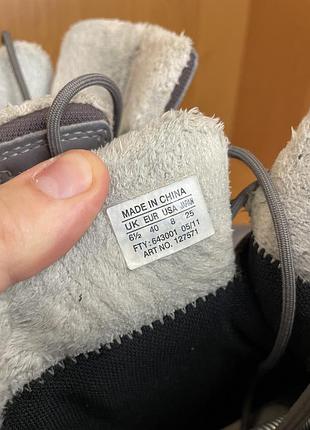 MADE IN CHINA
UK EUR USA JAPAN
6½ 40 8 25
FTY: 643001 05/11
ART NO. 127571